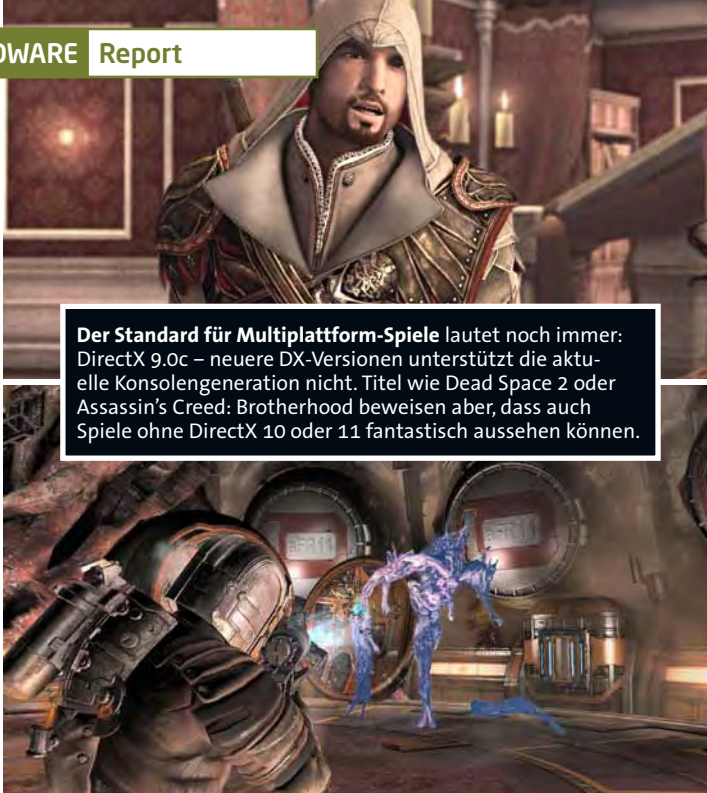 DWARE Report
Der Standard für Multiplattform-Spiele lautet noch immer:
DirectX 9.0c – neuere DX-Versionen unterstützt die aktu-
elle Konsolengeneration nicht. Titel wie Dead Space 2 oder
Assassin’s Creed: Brotherhood beweisen aber, dass auch
Spiele ohne DirectX 10 oder 11 fantastisch aussehen können.